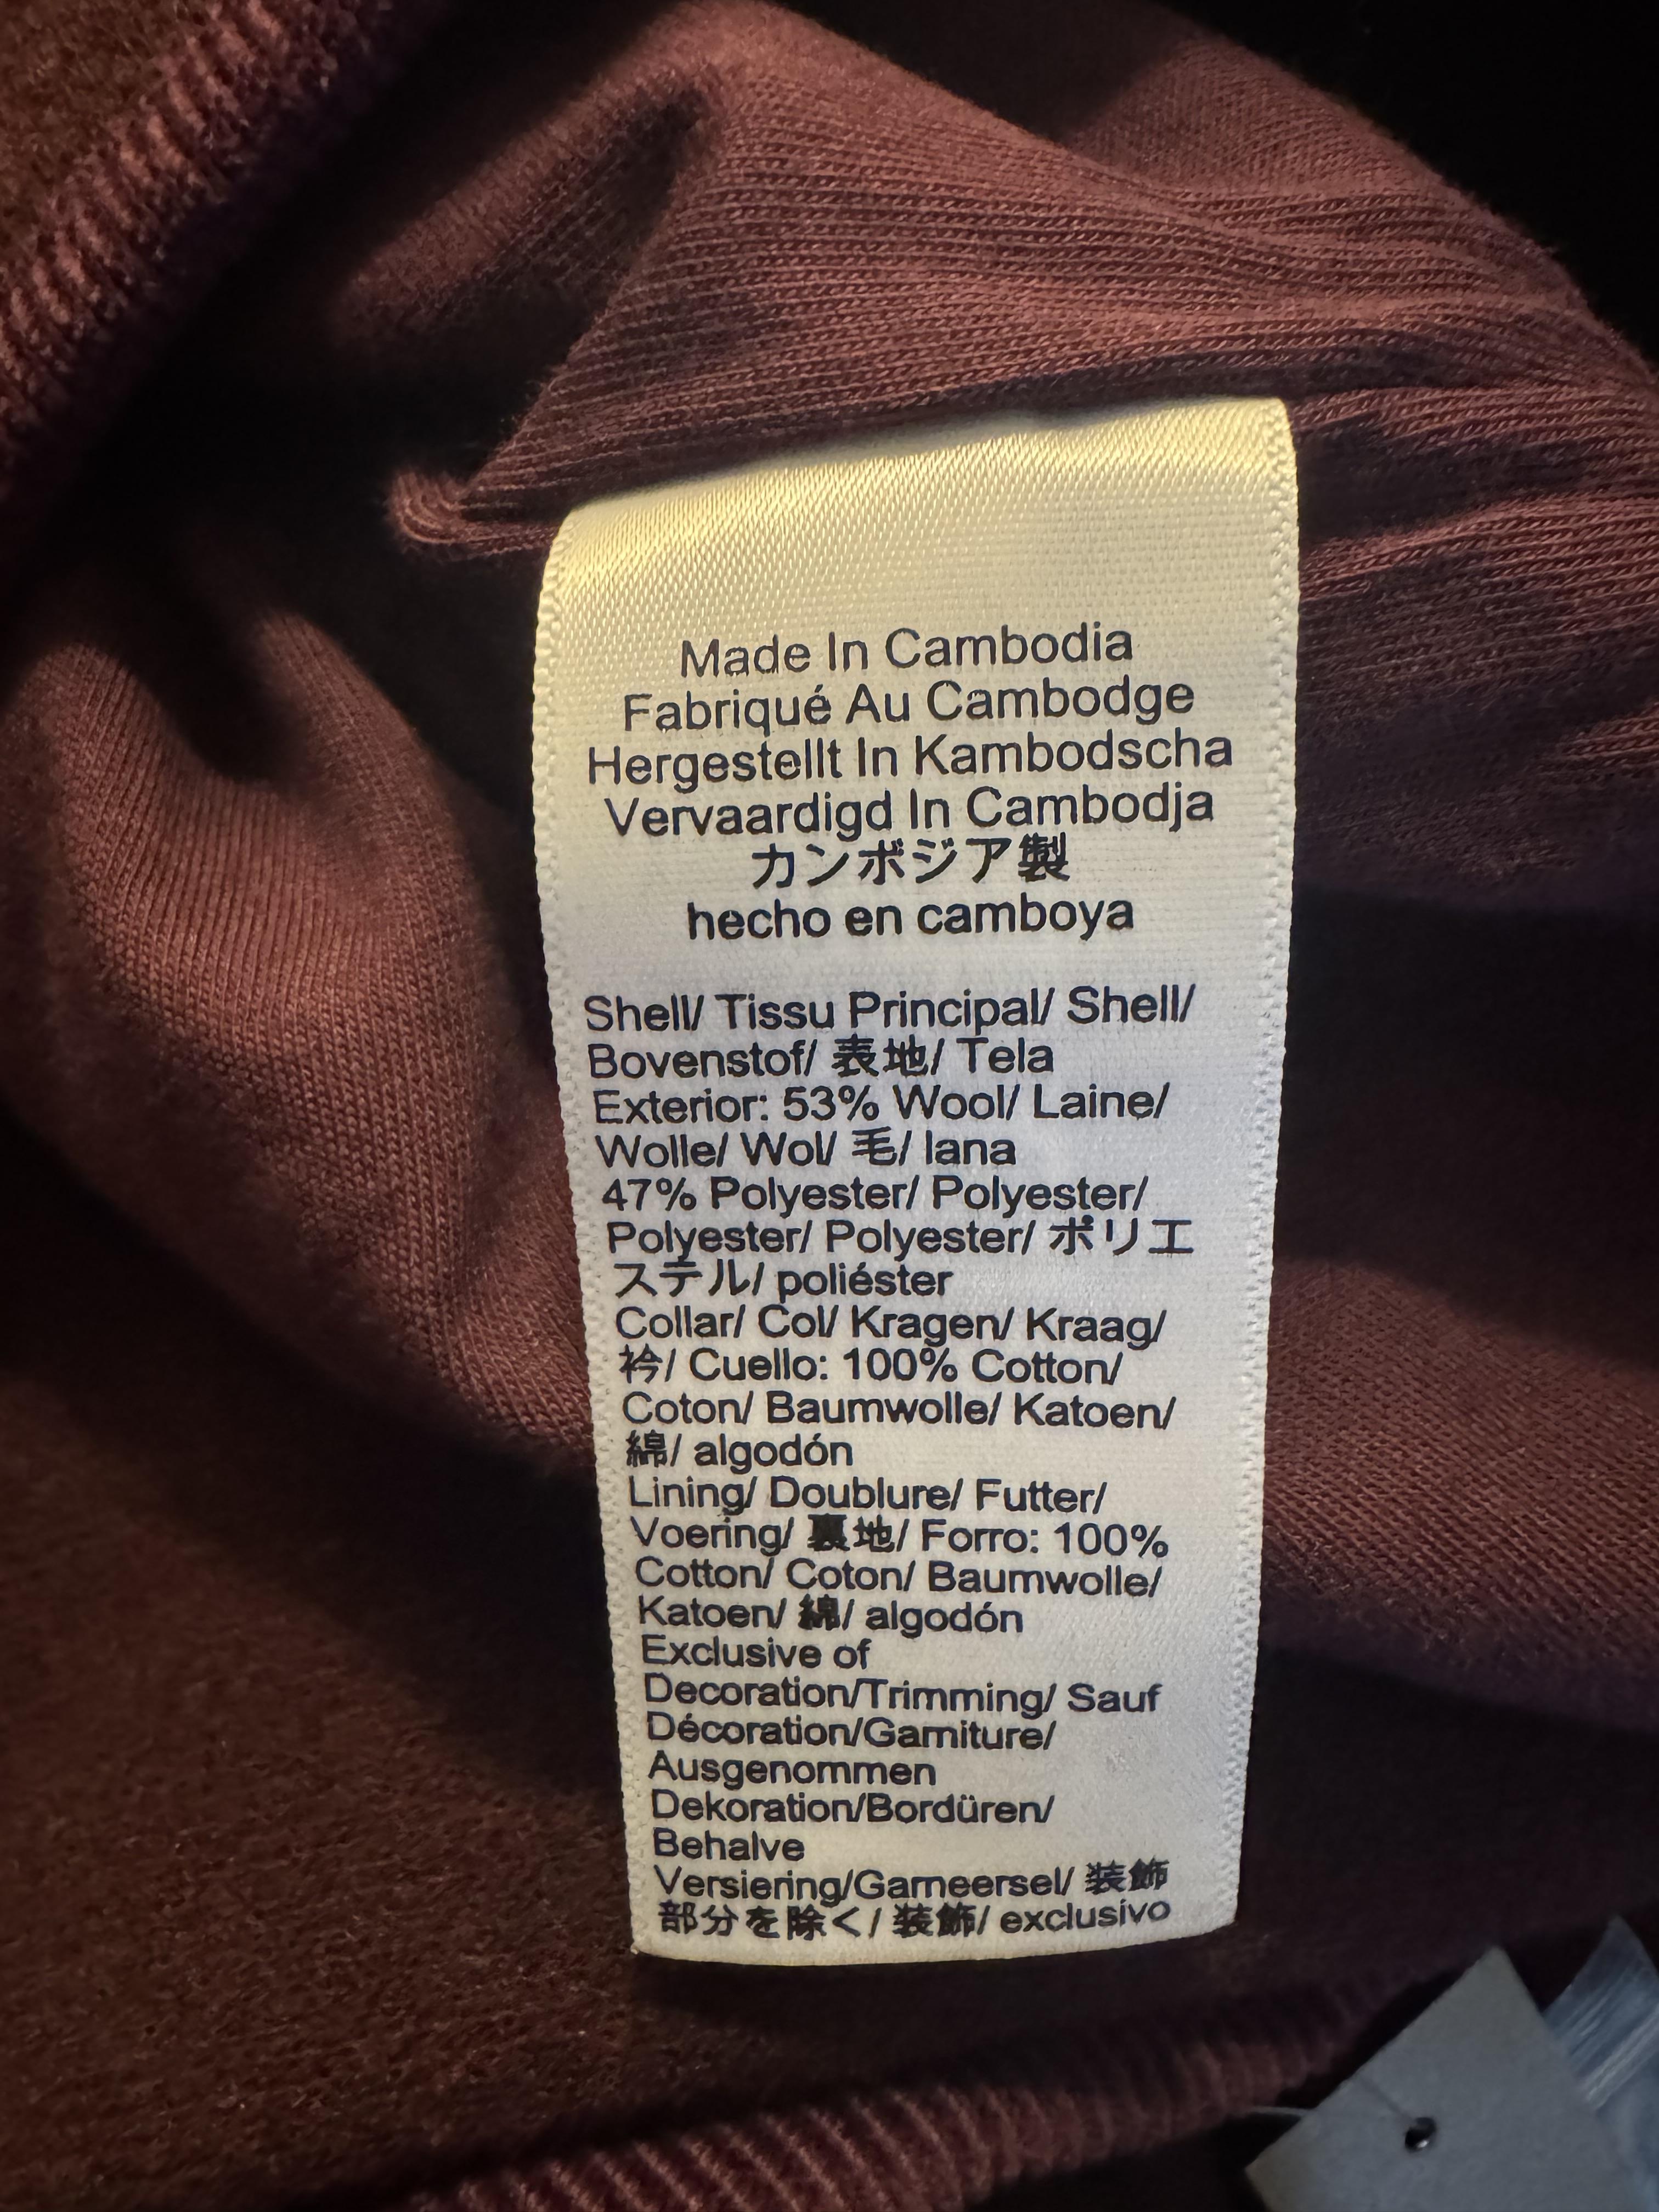 Made In Cambodia
Fabriqué Au Cambodge
Hergestellt In Kambodscha
Vervaardigd In Cambodja
カンボジア製
hecho en camboya
Shell/ Tissu Principal/ Shell/
Bovenstof/ 表地/ Tela
Exterior: 53% Wool/ Laine/
Wolle/ Wol/ 毛/ lana
47% Polyester/ Polyester/
Polyester/ Polyester/ ポリエ
ステル/ poliéster
Collar/ Col/ Kragen/ Kraag/
衿/ Cuello: 100% Cotton/
Coton/ Baumwolle/ Katoen/
綿/ algodón
Lining/ Doublure/ Futter/
Voering/ 裏地/ Forro: 100%
Cotton/ Coton/ Baumwolle/
Katoen/ 綿/ algodón
Exclusive of
Decoration/Trimming/ Sauf
Décoration/Garniture/
Ausgenommen
Dekoration/Bordüren/
Behalve
Versiering/Garneersel/ 装飾
部分を除く/ 装飾/ exclusivo